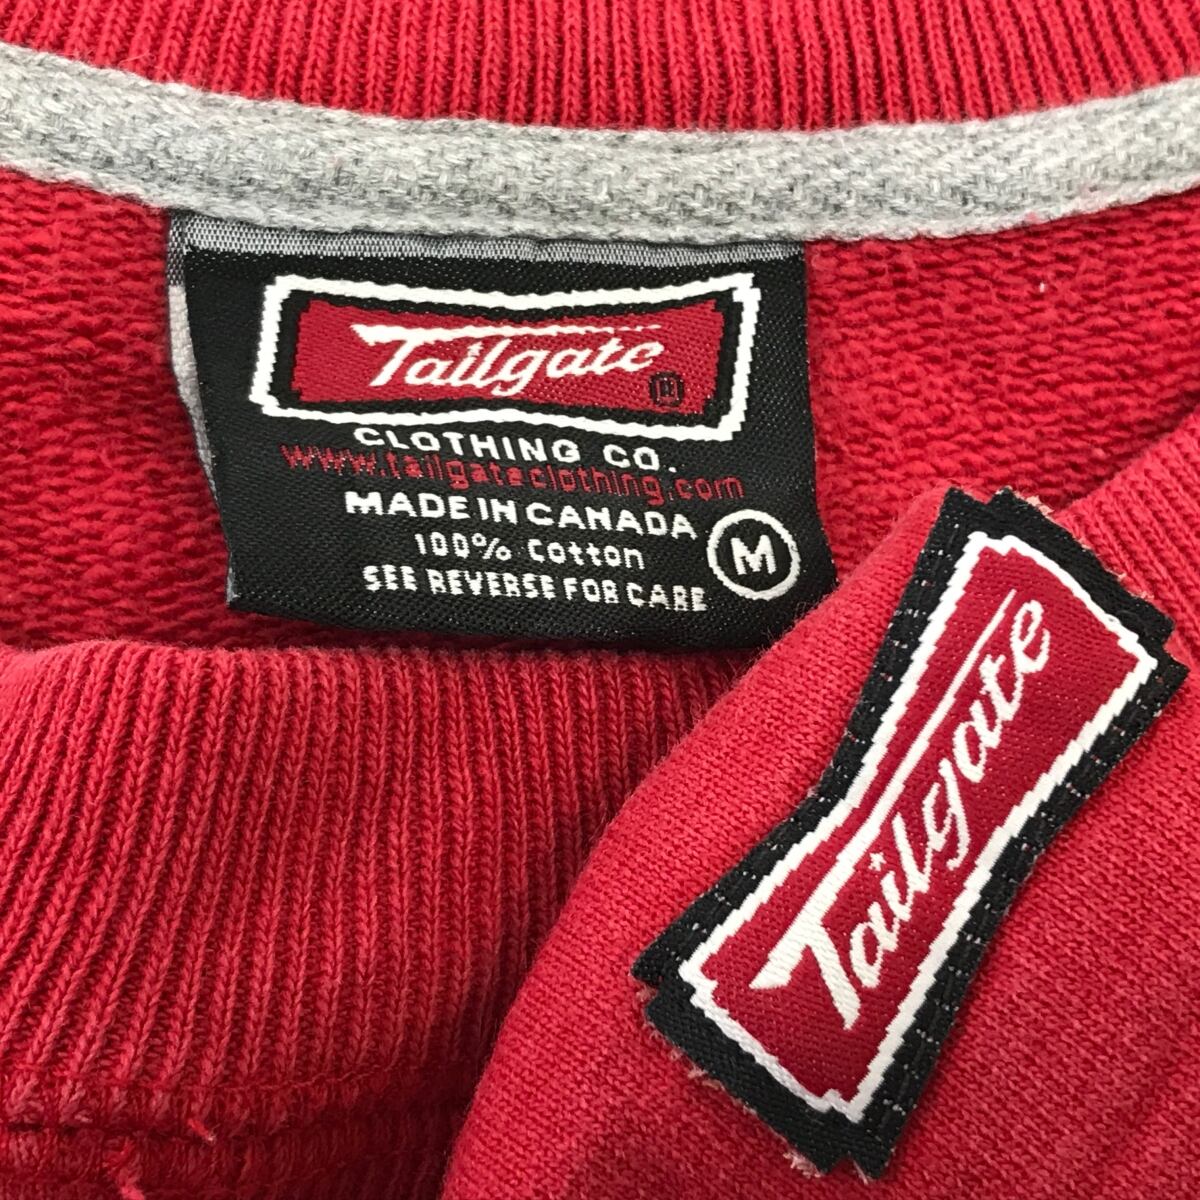 Tailgate®
CLOTHING CO.
www.tailgateclothing.com
MADE IN CANADA
100% Cotton
M
SEE REVERSE FOR CARE
Tailgate